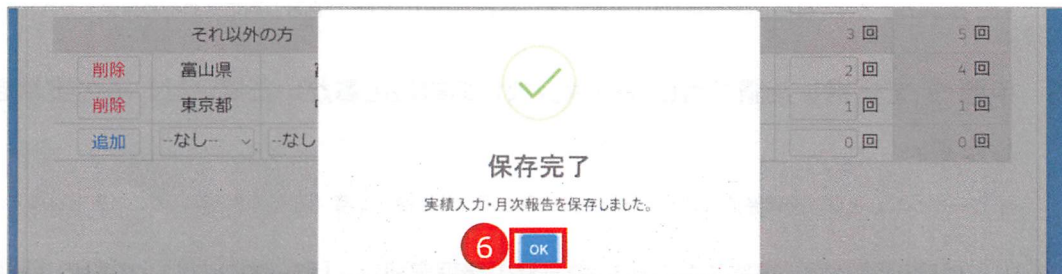 それ以外の方 3 回 5 回
削除 富山県 2 回 4 回
削除 東京都 1 回 1 回
追加 --なし-- --なし 0 回 0 回
保存完了
実績入力・月次報告を保存しました。
6 OK